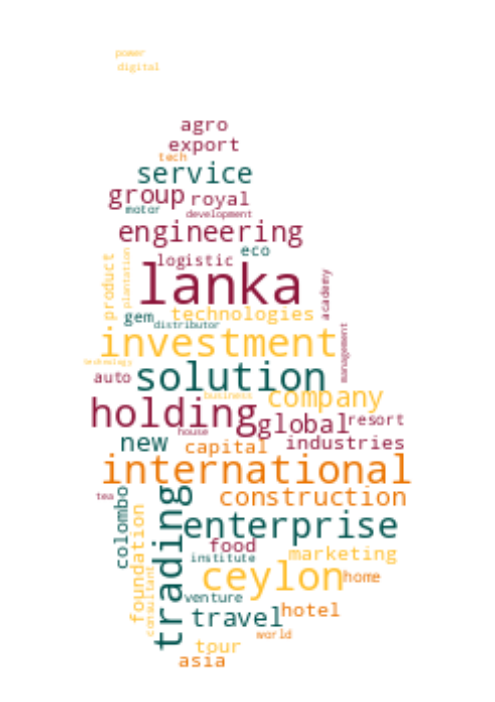 power
digital
agro
export
tech
service
group royal
motor
development
engineering
eco
logistic
product
plantation
lanka
academy
gem technologies
distributor
investment
management
technology
auto solution
business company
holding global resort
house
new capital industries
international
tea
colombo
trading
construction
foundation
enterprise
food
institute marketing
consultant
ceylon home
venture
travel hotel
world
tour
asia